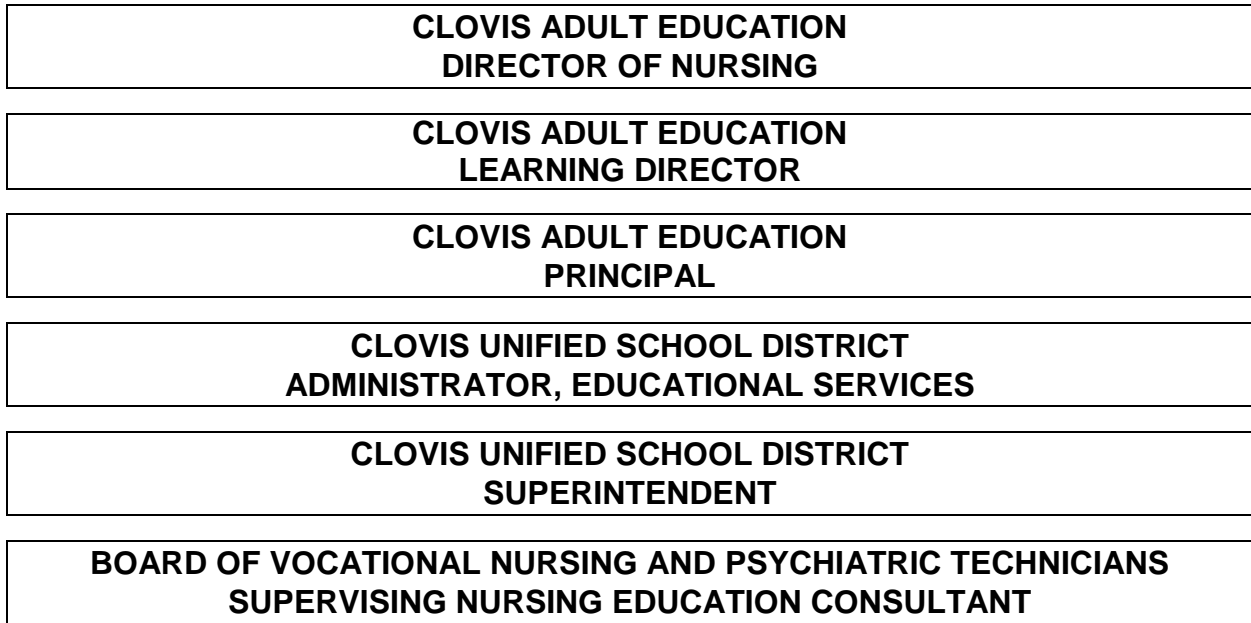 CLOVIS ADULT EDUCATION
DIRECTOR OF NURSING
CLOVIS ADULT EDUCATION
LEARNING DIRECTOR
CLOVIS ADULT EDUCATION
PRINCIPAL
CLOVIS UNIFIED SCHOOL DISTRICT
ADMINISTRATOR, EDUCATIONAL SERVICES
CLOVIS UNIFIED SCHOOL DISTRICT
SUPERINTENDENT
BOARD OF VOCATIONAL NURSING AND PSYCHIATRIC TECHNICIANS
SUPERVISING NURSING EDUCATION CONSULTANT